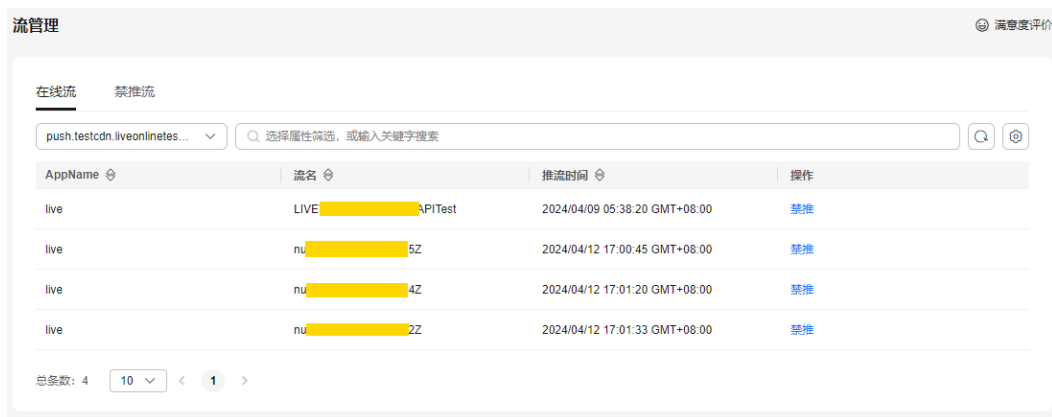 流管理
满意度评价
在线流 禁推流
push.testcdn.liveonlinetes... 选择属性筛选，或输入关键字搜索
AppName 流名 推流时间 操作
live LIVE APITest 2024/04/09 05:38:20 GMT+08:00 禁推
live nu 5Z 2024/04/12 17:00:45 GMT+08:00 禁推
live nu 4Z 2024/04/12 17:01:20 GMT+08:00 禁推
live nu 2Z 2024/04/12 17:01:33 GMT+08:00 禁推
总条数: 4 10 1